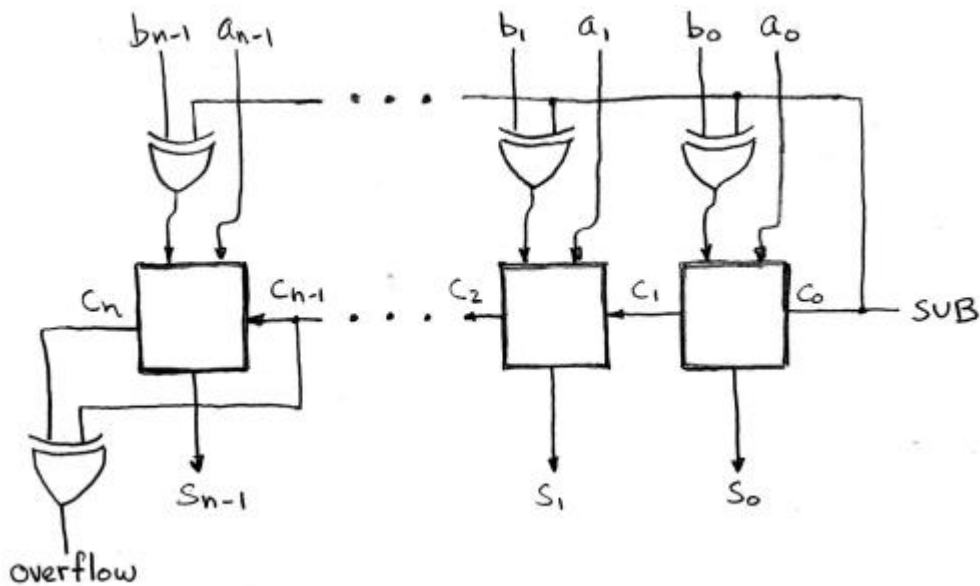 bn-1 an-1 b1 a1 b0 a0
Cn Cn-1 C2 C1 C0 SUB
Sn-1 S1 S0
overflow